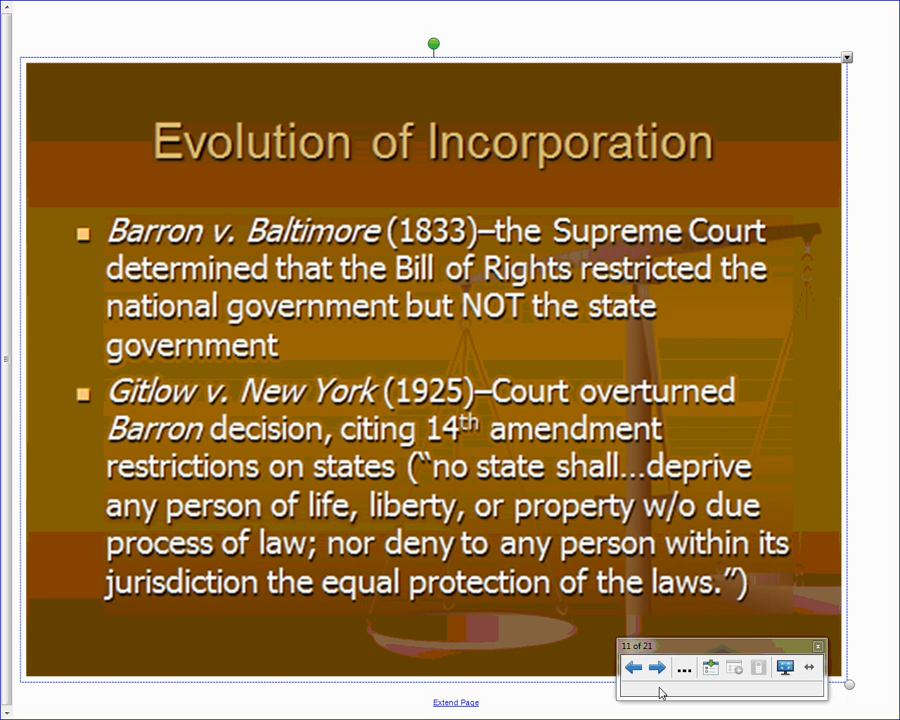 Evolution of Incorporation
Barron v. Baltimore (1833)–the Supreme Court
determined that the Bill of Rights restricted the
national government but NOT the state
government
Gitlow v. New York (1925)–Court overturned
Barron decision, citing 14th amendment
restrictions on states (“no state shall...deprive
any person of life, liberty, or property w/o due
process of law; nor deny to any person within its
jurisdiction the equal protection of the laws.”)
11 of 21
Extend Page